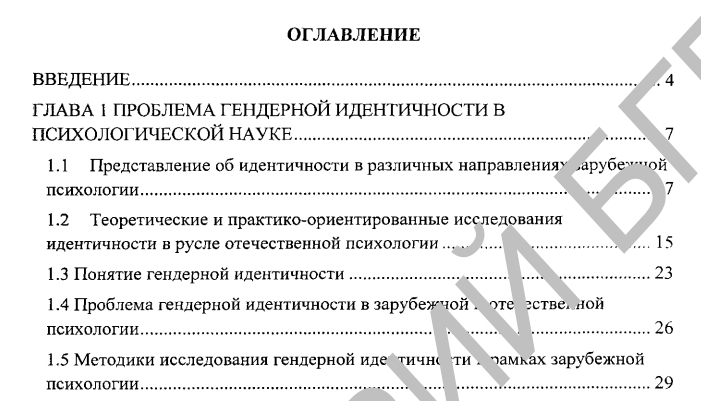 ОГЛАВЛЕНИЕ
ВВЕДЕНИЕ.......................................................................................... 4
ГЛАВА 1 ПРОБЛЕМА ГЕНДЕРНОЙ ИДЕНТИЧНОСТИ В
ПСИХОЛОГИЧЕСКОЙ НАУКЕ.................................................................. 7
1.1 Представление об идентичности в различных направлениях зарубежной
психологии.......................................................................................... 7
1.2 Теоретические и практико-ориентированные исследования
идентичности в русле отечественной психологии .................................. 15
1.3 Понятие гендерной идентичности ..................................................... 23
1.4 Проблема гендерной идентичности в зарубежной и отечественной
психологии.......................................................................................... 26
1.5 Методики исследования гендерной идентичности в рамках зарубежной
психологии.......................................................................................... 29
РИЙ БГП